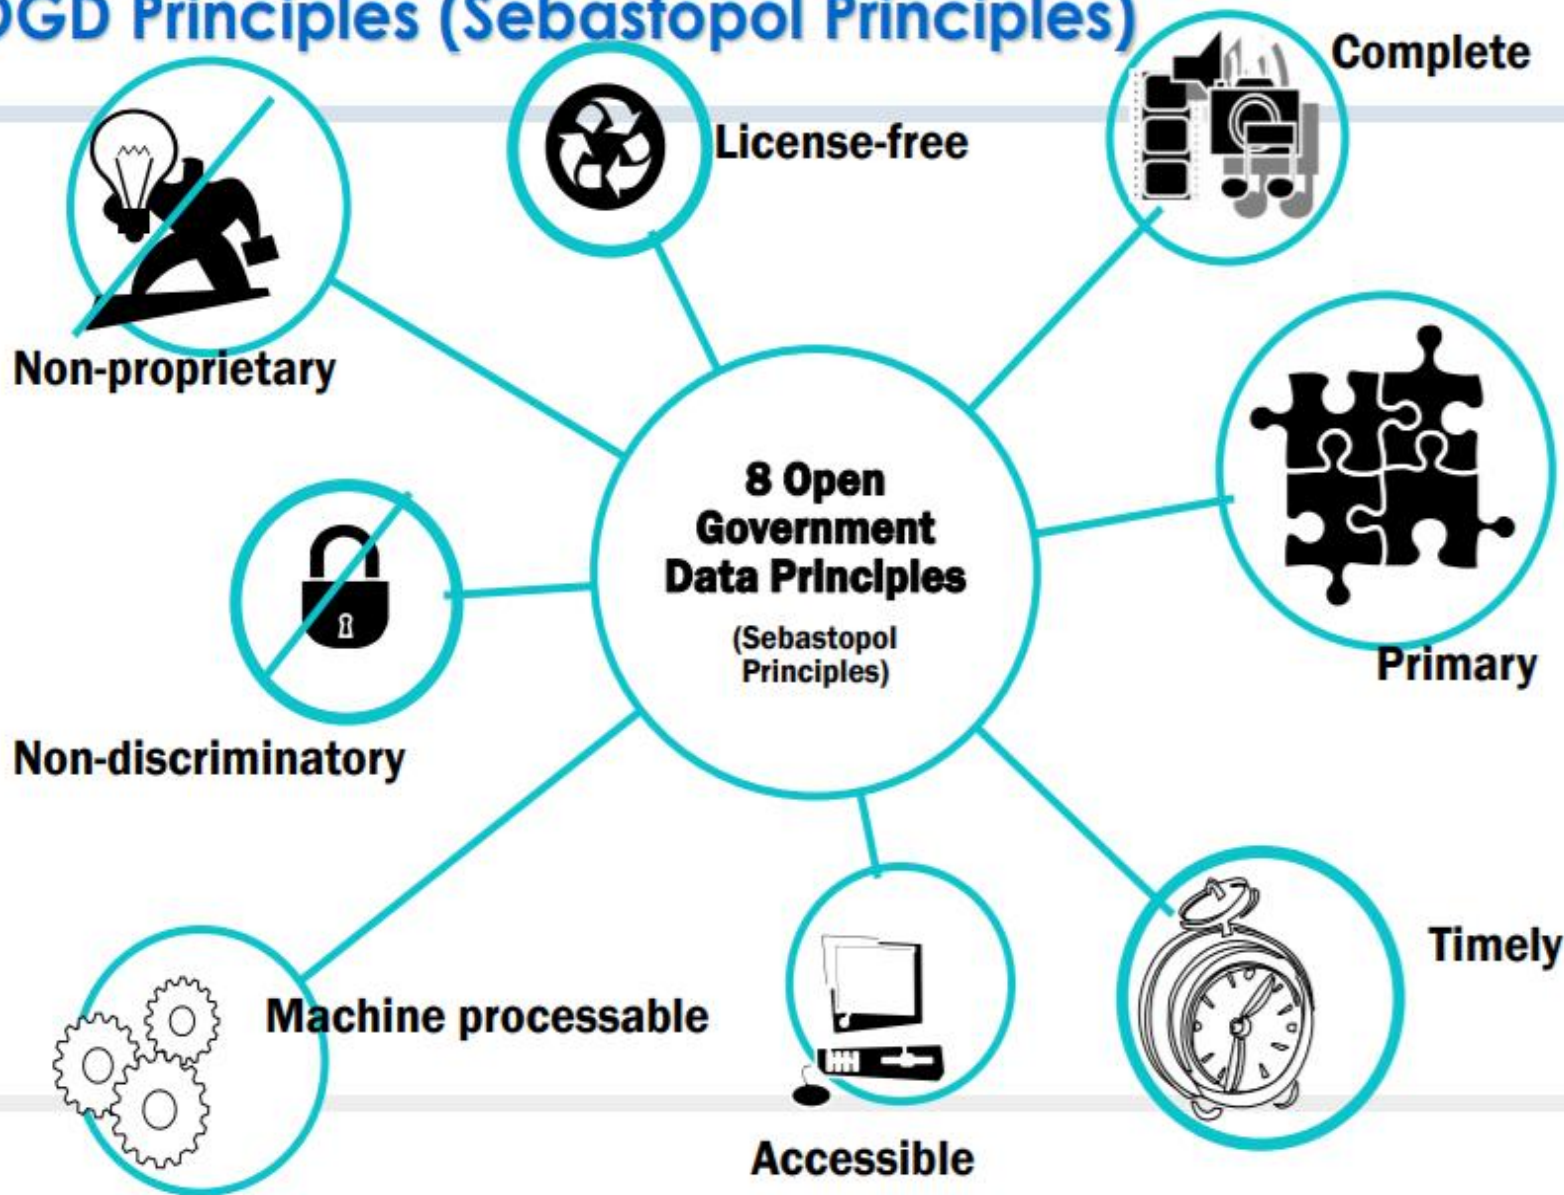 OGD Principles (Sebastopol Principles)
Complete
License-free
Non-proprietary
8 Open
Government
Data Principles
(Sebastopol
Principles)
Primary
Non-discriminatory
Timely
Machine processable
Accessible